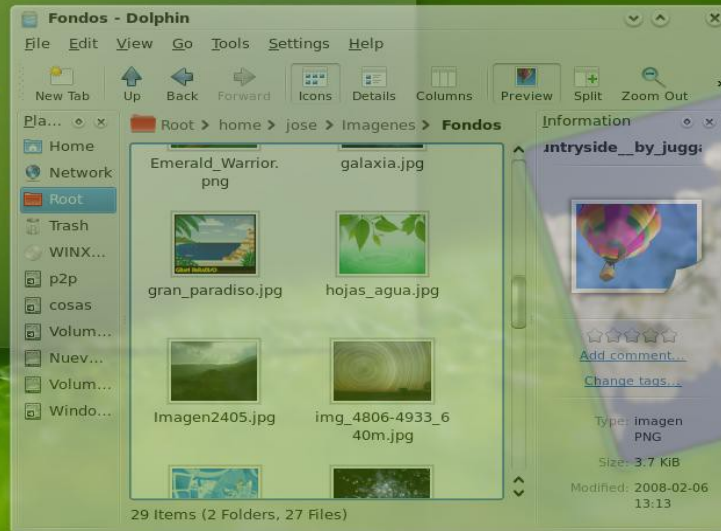 Fondos - Dolphin
File Edit View Go Tools Settings Help
New Tab Up Back Forward Icons Details Columns Preview Split Zoom Out
Pla...
Root > home > jose > Imagenes > Fondos
Information
Home
Network
Root
Trash
WINX...
p2p
cosas
Volum...
Nuev...
Volum...
Windo...
Emerald_Warrior.
png
galaxia.jpg
gran_paradiso.jpg
hojas_agua.jpg
Imagen2405.jpg
img_4806-4933_6
40m.jpg
29 Items (2 Folders, 27 Files)
untryside__by_jugga
Add comment...
Change tags...
Type: imagen
PNG
Size: 3.7 KiB
Modified: 2008-02-06
13:13